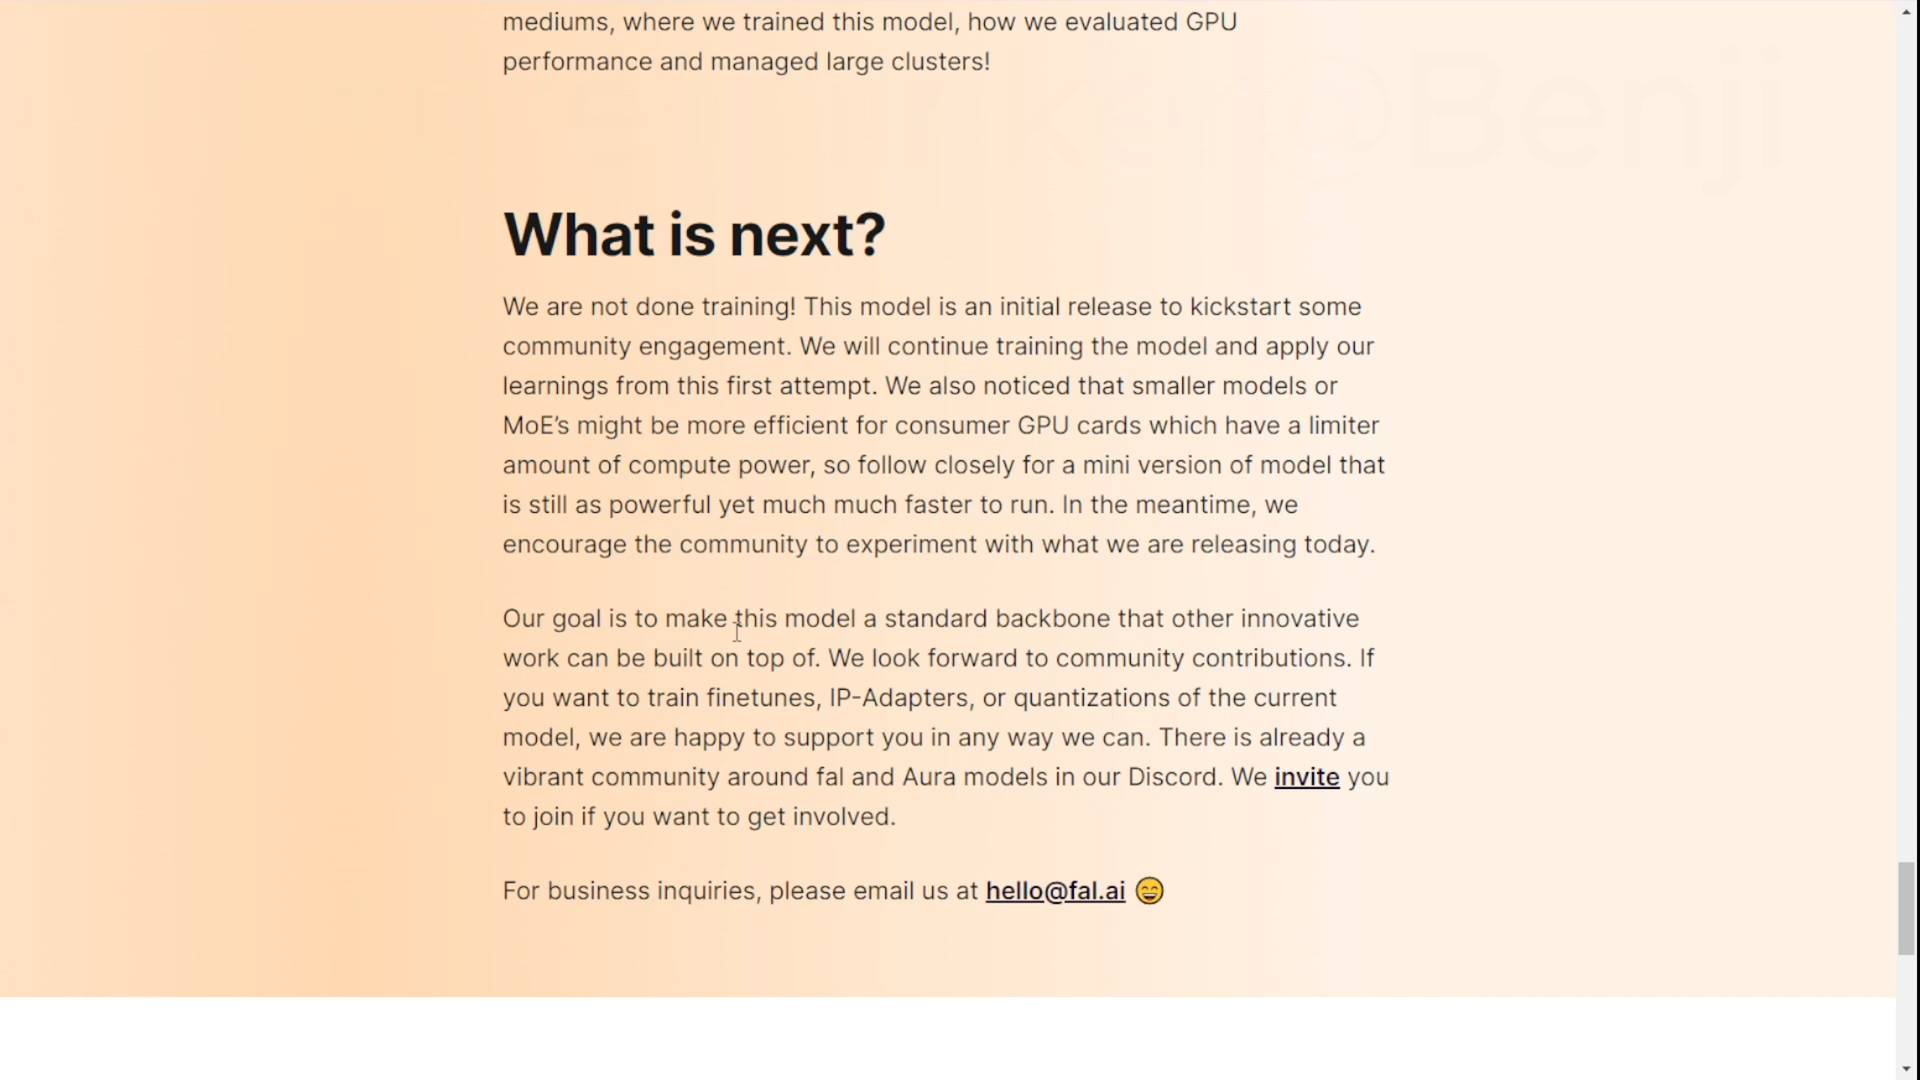 mediums, where we trained this model, how we evaluated GPU
performance and managed large clusters!
@Benji
What is next?
We are not done training! This model is an initial release to kickstart some
community engagement. We will continue training the model and apply our
learnings from this first attempt. We also noticed that smaller models or
MoE’s might be more efficient for consumer GPU cards which have a limiter
amount of compute power, so follow closely for a mini version of model that
is still as powerful yet much much faster to run. In the meantime, we
encourage the community to experiment with what we are releasing today.
Our goal is to make this model a standard backbone that other innovative
work can be built on top of. We look forward to community contributions. If
you want to train finetunes, IP-Adapters, or quantizations of the current
model, we are happy to support you in any way we can. There is already a
vibrant community around fal and Aura models in our Discord. We invite you
to join if you want to get involved.
For business inquiries, please email us at hello@fal.ai 😄